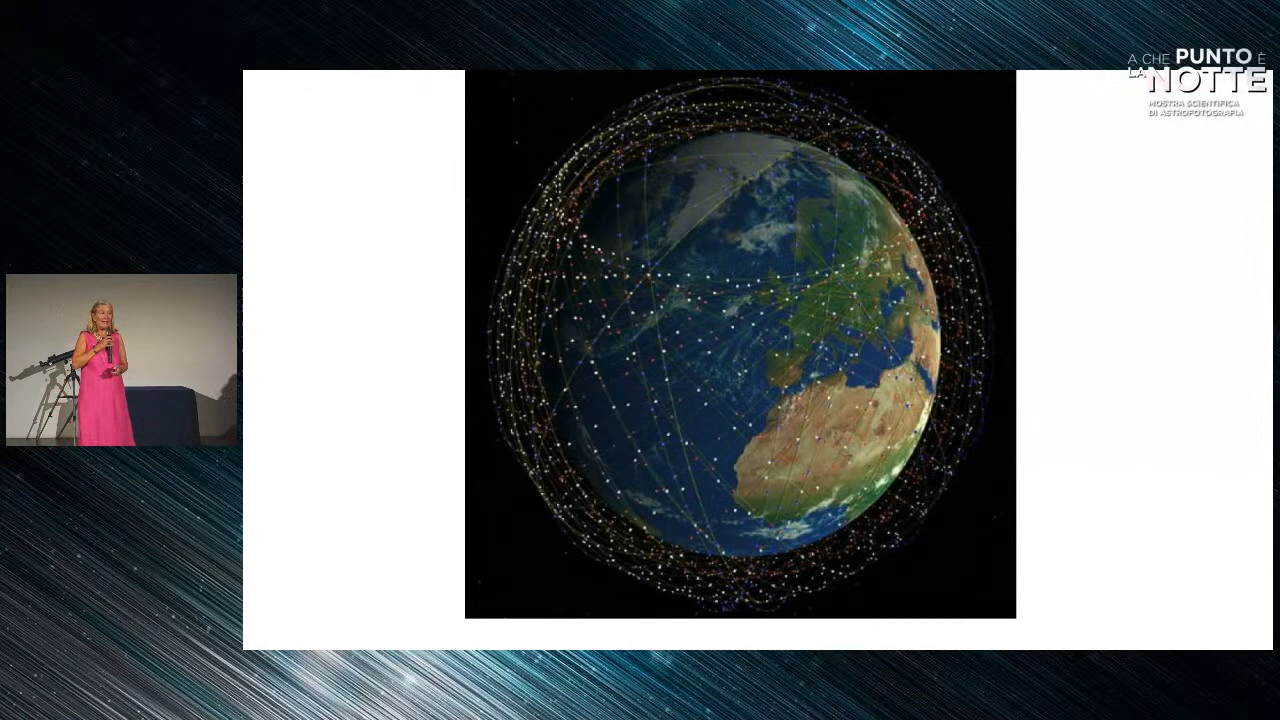 A CHE PUNTO È
LA NOTTE
MOSTRA SCIENTIFICA
DI ASTROFOTOGRAFIA